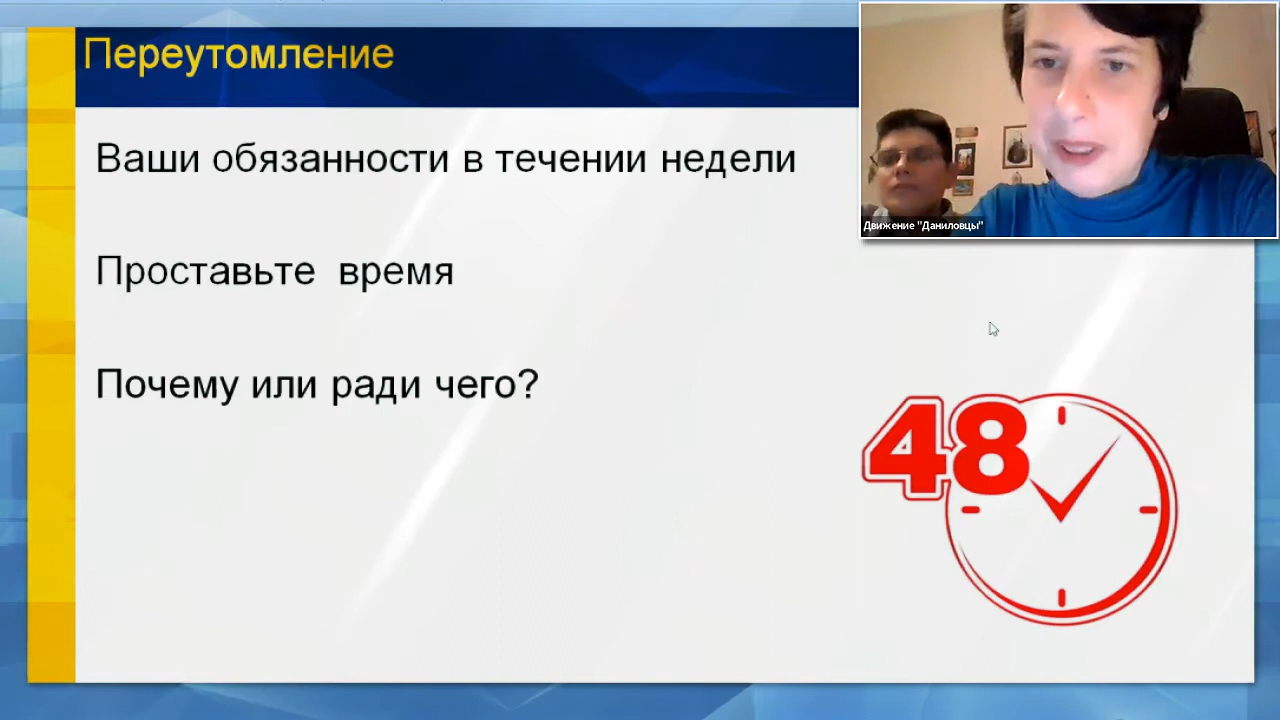 Переутомление
Ваши обязанности в течении недели
Проставьте время
Почему или ради чего?
48
Движение "Даниловцы"